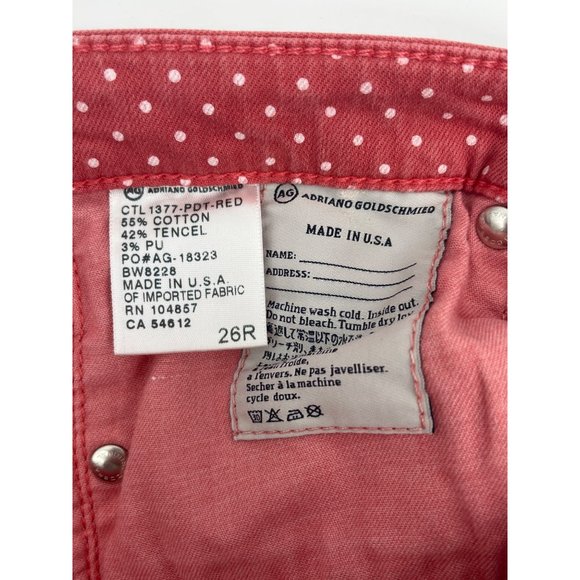 AG ADRIANO GOLDSCHMIED
CTL1377-PDT-RED
55% COTTON
42% TENCEL
3% PU
PO#AG-18323
BW8228
MADE IN U.S.A.
OF IMPORTED FABRIC
RN 104857
CA 54612
26R
AG ADRIANO GOLDSCHMIED
MADE IN U.S.A
NAME:
ADDRESS:
Machine wash cold. Inside out.
Do not bleach. Tumble dry low.
à l'envers. Ne pas javelliser.
Secher à la machine
cycle doux.